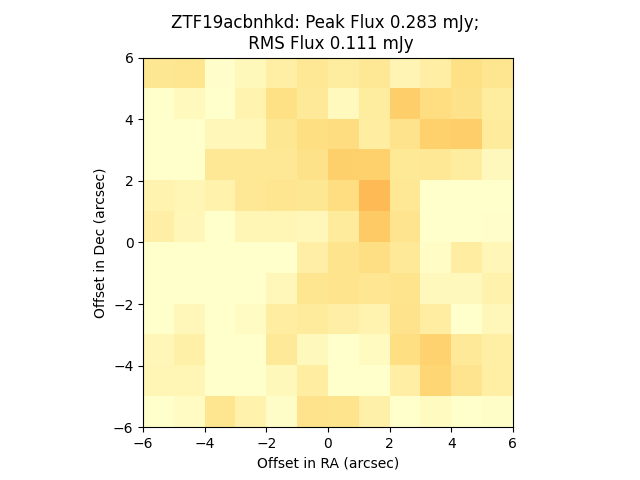 ZTF19acbnhkd: Peak Flux 0.283 mJy;
RMS Flux 0.111 mJy
6
4
2
0
−2
−4
−6
Offset in Dec (arcsec)
−6 −4 −2 0 2 4 6
Offset in RA (arcsec)